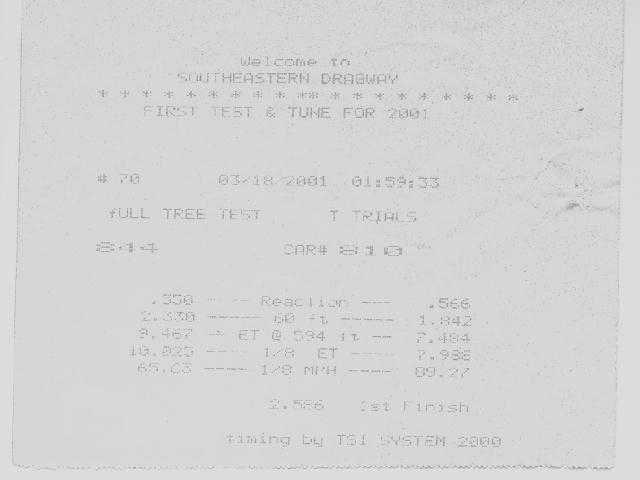 Welcome to
SOUTHEASTERN DRAGWAY
* * * * * * * * * * ** * * * * * * * * * *
FIRST TEST & TUNE FOR 2001
# 70 03/18/2001 01:59:33
fULL TREE TEST T TRIALS
844 CAR# 810
.550 ---- Reaction --- .566
2.330 ----- 60 ft ----- 1.842
9.467 -- ET @ 594 ft -- 7.484
10.025 ---- 1/8 ET ---- 7.988
65.03 ---- 1/8 MPH ---- 89.27
2.566 1st Finish
timing by TSI SYSTEM 2000